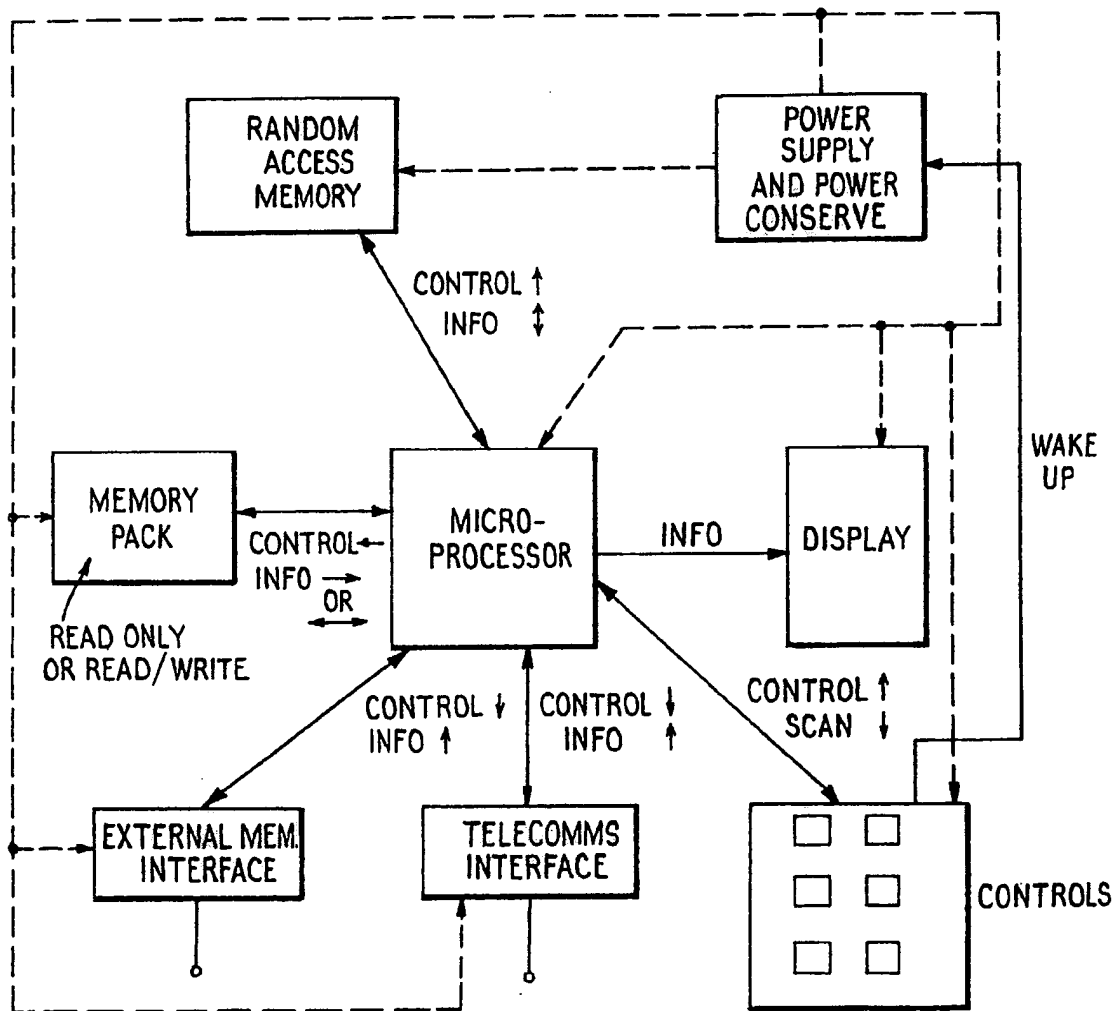 RANDOM
ACCESS
MEMORY
POWER
SUPPLY
AND POWER
CONSERVE
CONTROL ↑
INFO ↕
WAKE
UP
MEMORY
PACK
CONTROL ←
INFO →
OR
↔
MICRO-
PROCESSOR
INFO
DISPLAY
READ ONLY
OR READ/WRITE
CONTROL ↓
INFO ↑
CONTROL ↓
INFO ↑
CONTROL ↑
SCAN ↓
EXTERNAL MEM.
INTERFACE
TELECOMMS
INTERFACE
CONTROLS